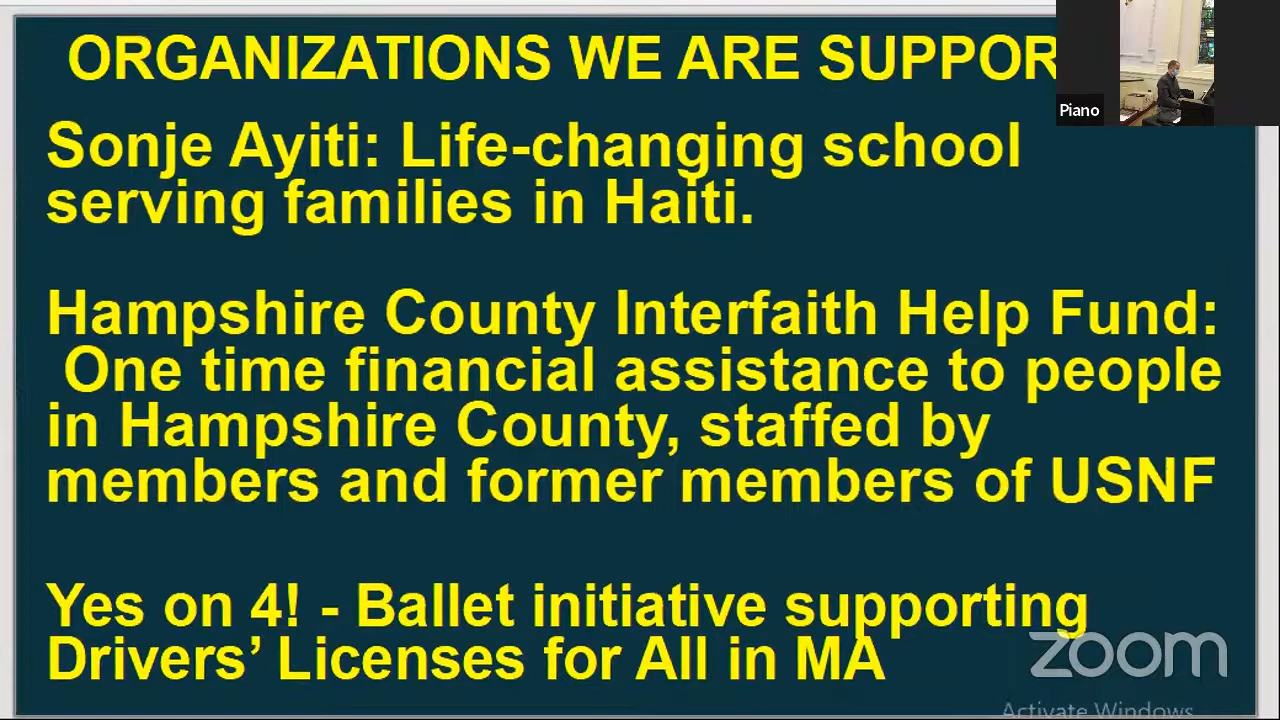 ORGANIZATIONS WE ARE SUPPOR
Piano
Sonje Ayiti: Life-changing school
serving families in Haiti.
Hampshire County Interfaith Help Fund:
One time financial assistance to people
in Hampshire County, staffed by
members and former members of USNF
Yes on 4! - Ballet initiative supporting
Drivers’ Licenses for All in MA
zoom
Activate Windows